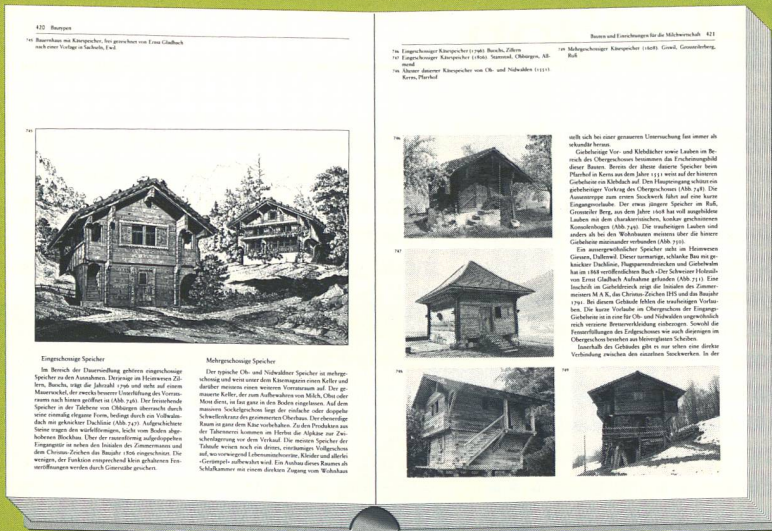 420 Bautypen
745 Bauernhaus mit Käsespeicher, frei gezeichnet von Ernst Gladbach
nach einer Vorlage in Sachseln, Ewil
745
Eingeschossige Speicher
Im Bereich der Dauersiedlung gehören eingeschossige
Speicher zu den Ausnahmen. Derjenige im Heimwesen Zil-
lern, Buochs, trägt die Jahrzahl 1796 und steht auf einem
Mauersockel, der zwecks besserer Unterlüftung des Vorrats-
raums nach hinten geöffnet ist (Abb. 746). Der freistehende
Speicher in der Talebene von Obbürgen überrascht durch
seine einmalig elegante Form, bedingt durch ein Vollwalm-
dach mit geknickter Dachlinie (Abb. 747). Aufgeschichtete
Steine tragen den würfelförmigen, leicht vom Boden abge-
hobenen Blockbau. Über der rautenförmig aufgedoppelten
Eingangstür ist neben den Initialen des Zimmermanns und
dem Christus-Zeichen das Baujahr 1806 eingeschnitzt. Die
wenigen, der Funktion entsprechend klein gehaltenen Fen-
steröffnungen werden durch Gitterstäbe gesichert.
Mehrgeschossige Speicher
Der typische Ob- und Nidwaldner Speicher ist mehrge-
schossig und weist unter dem Käsemagazin einen Keller und
darüber meistens einen weiteren Vorratsraum auf. Der ge-
mauerte Keller, der zum Aufbewahren von Milch, Obst oder
Most dient, ist fast ganz in den Boden eingelassen. Auf dem
massiven Sockelgeschoss liegt der einfache oder doppelte
Schwellenkranz des gezimmerten Oberbaus. Der ebenerdige
Raum ist ganz dem Käse vorbehalten. Zu den Produkten aus
der Talsennerei kommen im Herbst die Alpkäse zur Zwi-
schenlagerung vor dem Verkauf. Die meisten Speicher der
Talstufe weisen noch ein drittes, einräumiges Vollgeschoss
auf, wo vorwiegend Lebensmittelvorräte, Kleider und allerlei
«Gerümpel» aufbewahrt wird. Ein Ausbau dieses Raumes als
Schlafkammer mit einem direkten Zugang vom Wohnhaus
Bauten und Einrichtungen für die Milchwirtschaft 421
746 Eingeschossiger Käsespeicher (1796). Buochs, Zillern
747 Eingeschossiger Käsespeicher (1806). Stansstad, Obbürgen, All-
mend
748 Ältester datierter Käsespeicher von Ob- und Nidwalden (1551).
Kerns, Pfarrhof
749 Mehrgeschossiger Käsespeicher (1608). Giswil, Grossteilerberg,
Ruß
746
747
748
749
stellt sich bei einer genaueren Untersuchung fast immer als
sekundär heraus.
Giebelseitige Vor- und Klebdächer sowie Lauben im Be-
reich des Obergeschosses bestimmen das Erscheinungsbild
dieser Bauten. Bereits der älteste datierte Speicher beim
Pfarrhof in Kerns aus dem Jahre 1551 weist auf der hinteren
Giebelseite ein Klebdach auf. Den Haupteingang schützt ein
giebelseitiger Vorkrag des Obergeschosses (Abb. 748). Die
Aussentreppe zum ersten Stockwerk führt auf eine kurze
Eingangsvorlaube. Der etwas jüngere Speicher im Ruß,
Grossteiler Berg, aus dem Jahre 1608 hat voll ausgebildete
Lauben mit dem charakteristischen, konkav geschnittenen
Konsolenbogen (Abb. 749). Die traufseitigen Lauben sind
anders als bei den Wohnbauten meistens über die hintere
Giebelseite miteinander verbunden (Abb. 750).
Ein aussergewöhnlicher Speicher steht im Heimwesen
Giessen, Dallenwil. Dieser turmartige, schlanke Bau mit ge-
knickter Dachlinie, Flugsparrendreiecken und Giebelwalm
hat im 1868 veröffentlichten Buch «Der Schweizer Holzstil»
von Ernst Gladbach Aufnahme gefunden (Abb. 751). Eine
Inschrift im Giebeldreieck zeigt die Initialen des Zimmer-
meisters M A K, das Christus-Zeichen IHS und das Baujahr
1791. Bei diesem Gebäude fehlen die traufseitigen Vorlau-
ben. Die kurze Vorlaube im Obergeschoss der Eingangs-
Giebelseite ist in eine für Ob- und Nidwalden ungewöhnlich
reich verzierte Bretterverkleidung einbezogen. Sowohl die
Fensterfüllungen des Erdgeschosses wie auch diejenigen im
Obergeschoss bestehen aus bleiverglasten Scheiben.
Innerhalb des Gebäudes gibt es nur selten eine direkte
Verbindung zwischen den einzelnen Stockwerken. In der